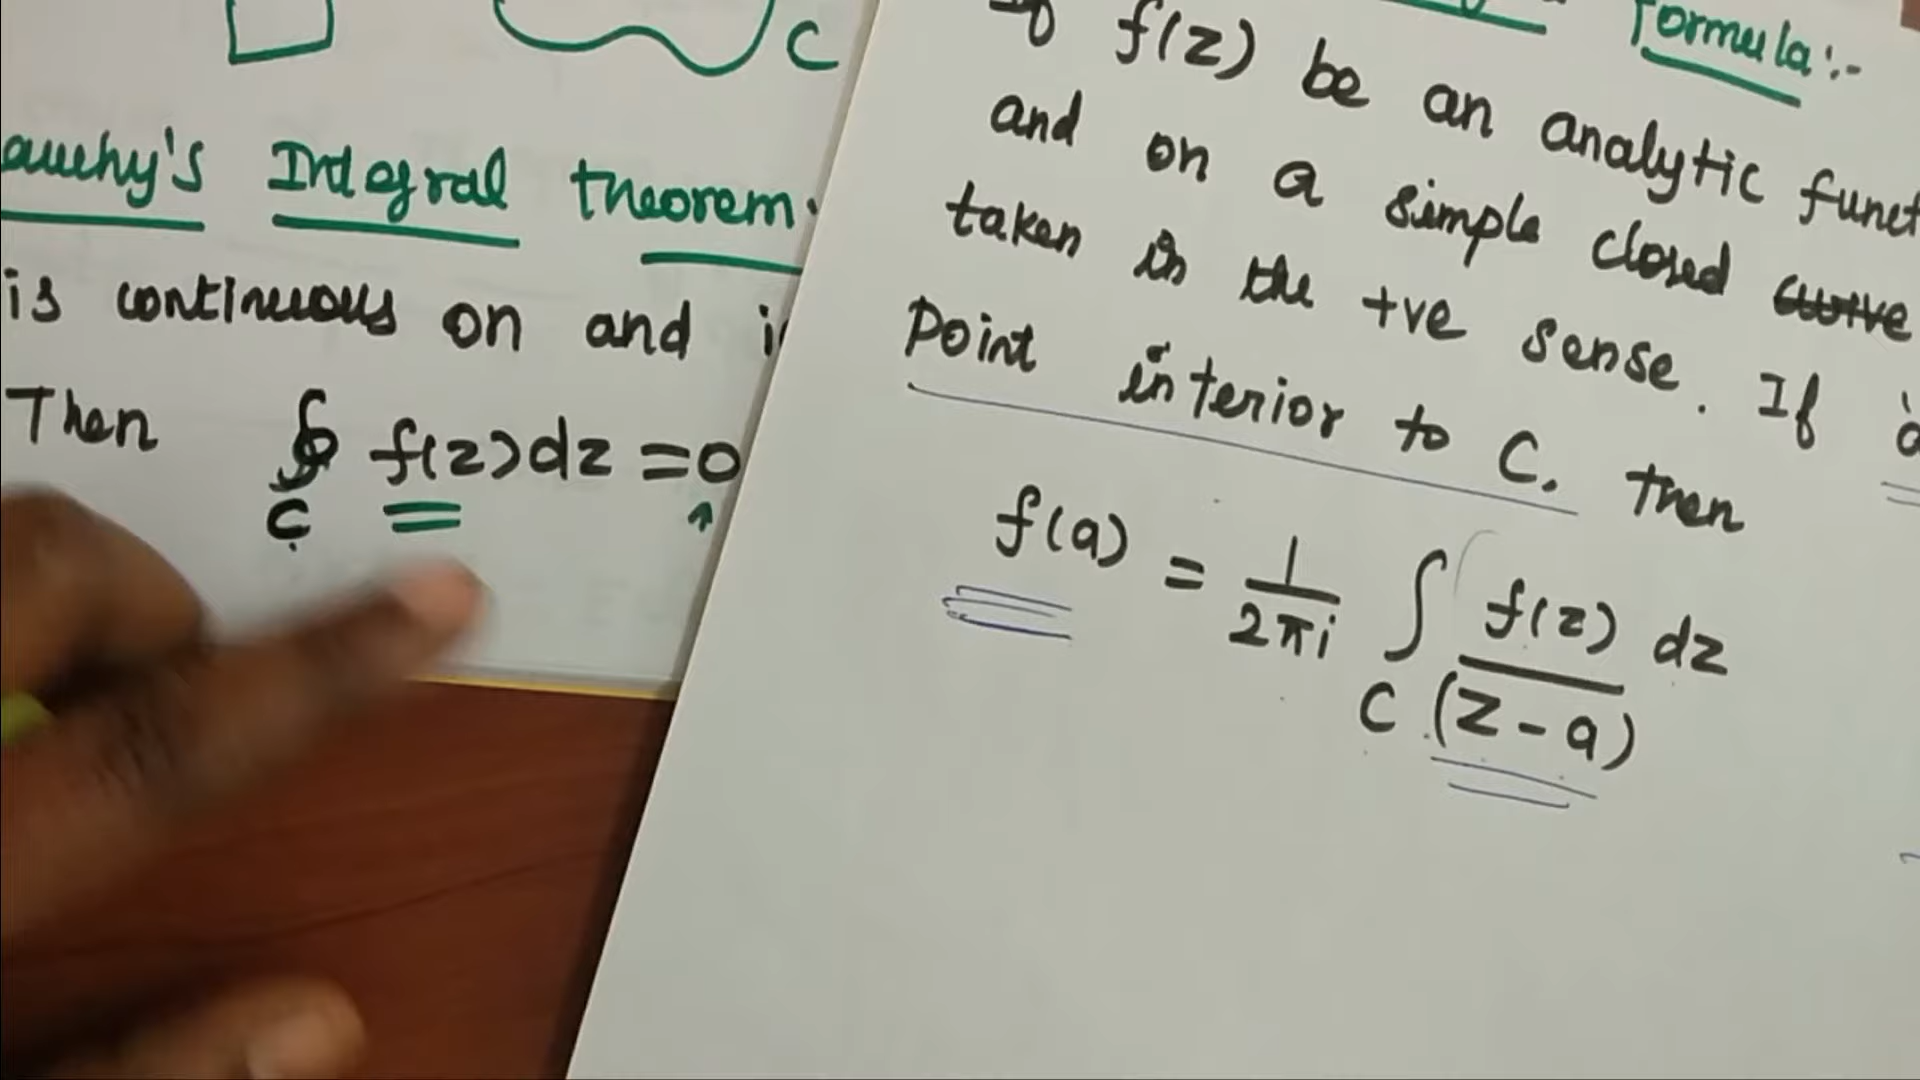 C
auchy's Integral theorem.
is continuous on and i
Then ∮ f(z)dz = 0
C
Formula:-
If f(z) be an analytic funct
and on a simple closed curve
taken in the +ve sense. If 'a
Point interior to C. Then
f(a) = 1/2πi ∫ f(z)/(z-a) dz
C